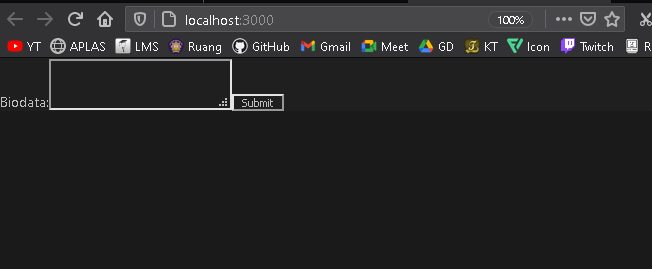 localhost:3000 100%
YT APLAS LMS Ruang GitHub Gmail Meet GD KT Icon Twitch R
Biodata: Submit